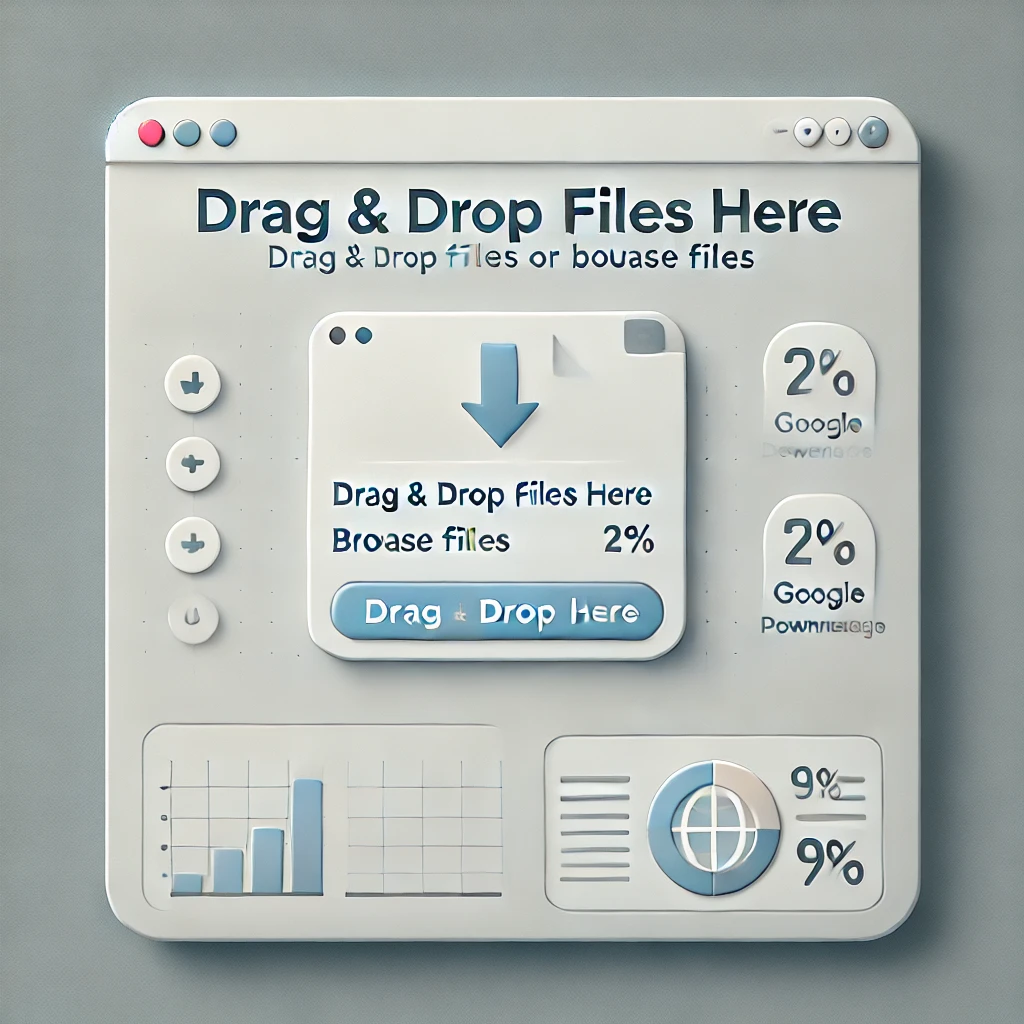 Drag & Drop Files Here
Drag & Drop files or bouase files
2%
Google
Drag & Drop Files Here
Broase files 2%
2%
Google
Drag Drop Here
9%
9%